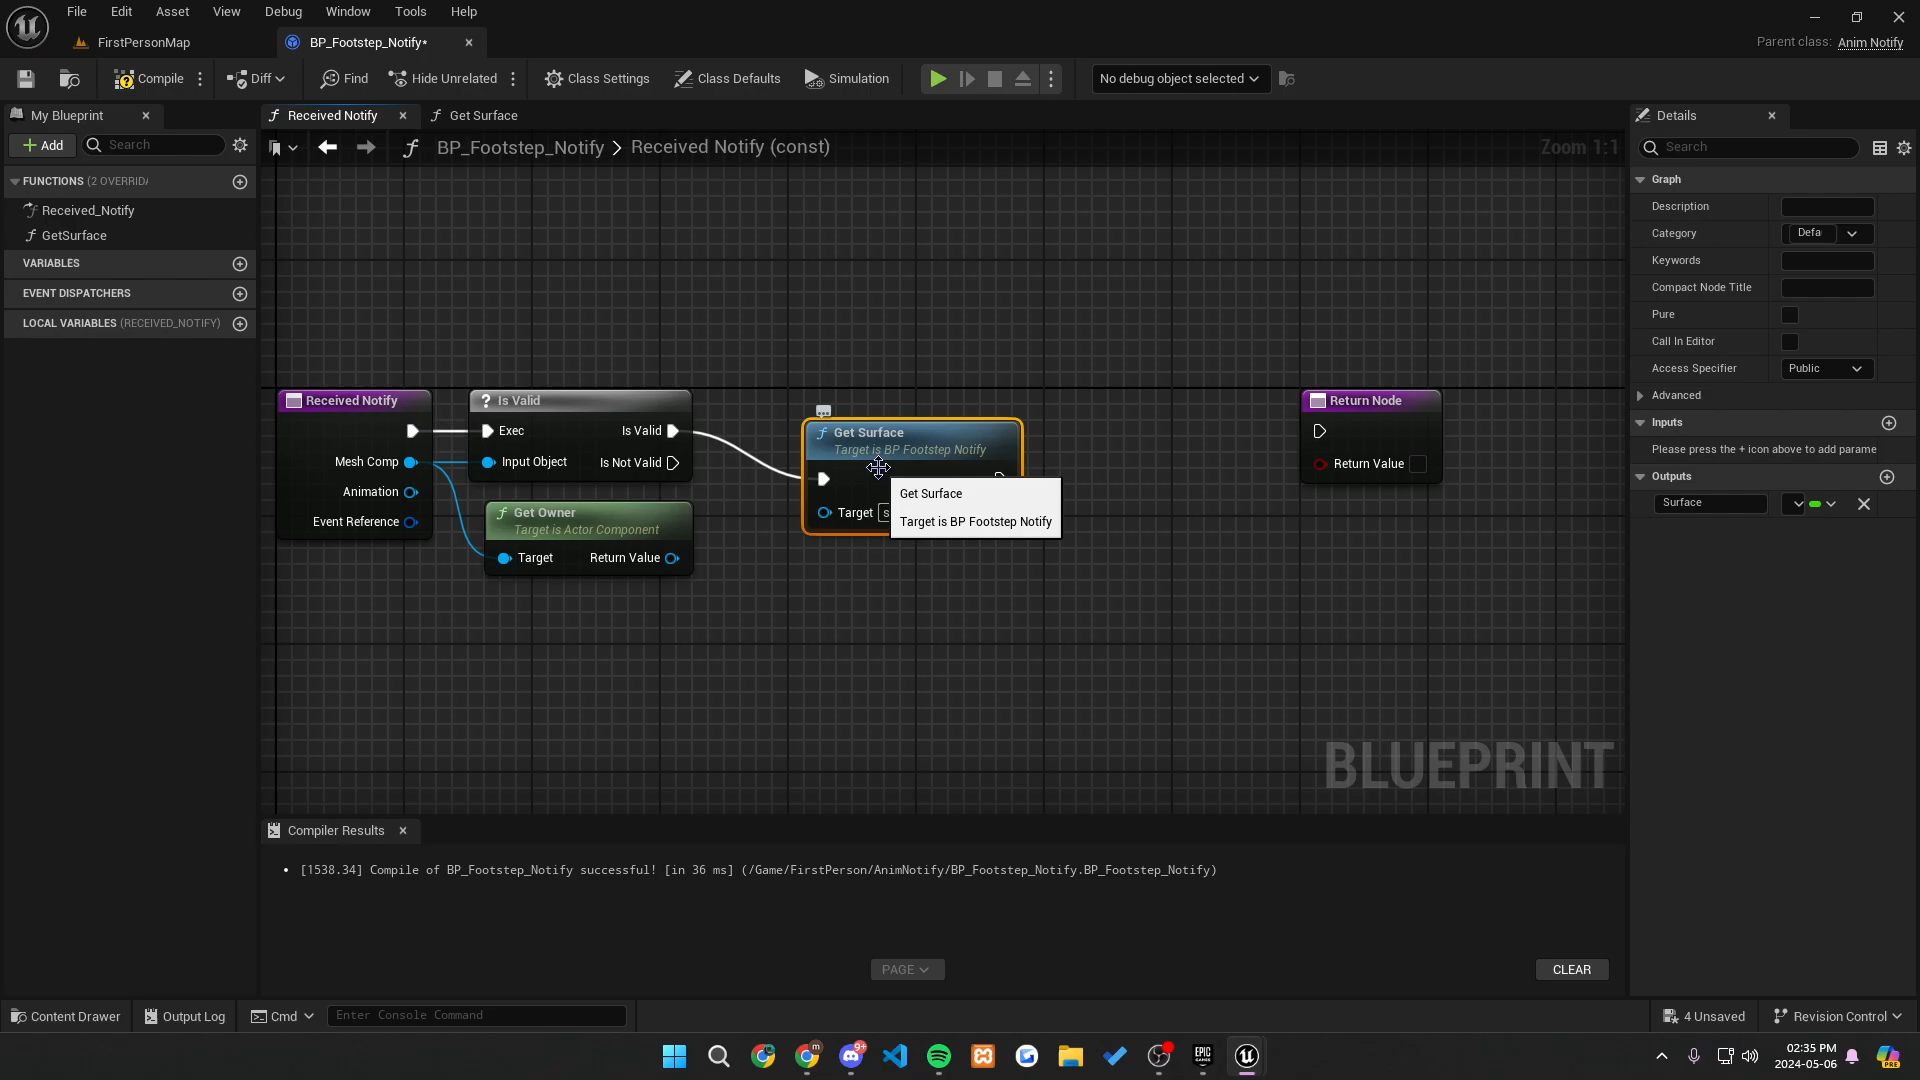 File Edit Asset View Debug Window Tools Help
FirstPersonMap
BP_Footstep_Notify*
Parent class: Anim Notify
Compile
Diff
Find
Hide Unrelated
Class Settings
Class Defaults
Simulation
No debug object selected
My Blueprint
Received Notify
Get Surface
Details
Add
Search
BP_Footstep_Notify > Received Notify (const)
Zoom 1:1
Search
FUNCTIONS (2 OVERRIDA
Received_Notify
GetSurface
VARIABLES
EVENT DISPATCHERS
LOCAL VARIABLES (RECEIVED_NOTIFY)
Received Notify
Mesh Comp
Animation
Event Reference
Is Valid
Exec
Is Valid
Input Object
Is Not Valid
Get Owner
Target is Actor Component
Target
Return Value
Get Surface
Target is BP Footstep Notify
Target
s
Get Surface
Target is BP Footstep Notify
Return Node
Return Value
BLUEPRINT
Graph
Description
Category
Defa
Keywords
Compact Node Title
Pure
Call In Editor
Access Specifier
Public
Advanced
Inputs
Please press the + icon above to add parame
Outputs
Surface
Compiler Results
[1538.34] Compile of BP_Footstep_Notify successful! [in 36 ms] (/Game/FirstPerson/AnimNotify/BP_Footstep_Notify.BP_Footstep_Notify)
PAGE
CLEAR
Content Drawer
Output Log
Cmd
Enter Console Command
4 Unsaved
Revision Control
m
9+
EPIC
GAMES
02:35 PM
2024-05-06
PRE